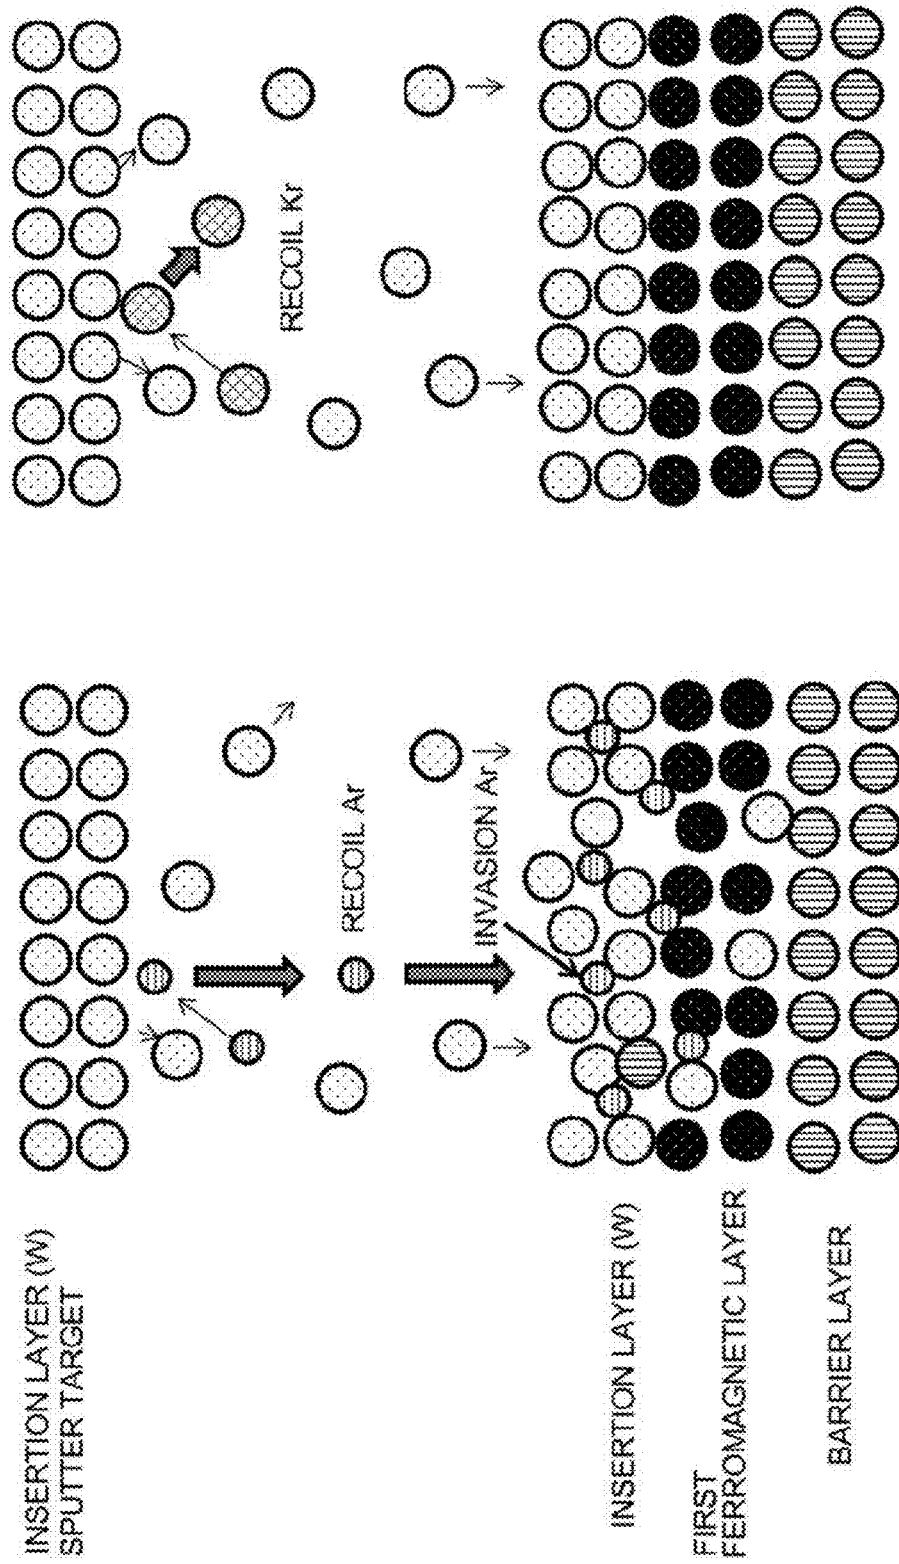 INSERTION LAYER (W)
SPUTTER TARGET
RECOIL Ar
INVASION Ar
INSERTION LAYER (W)
FIRST
FERROMAGNETIC LAYER
BARRIER LAYER
RECOIL Kr